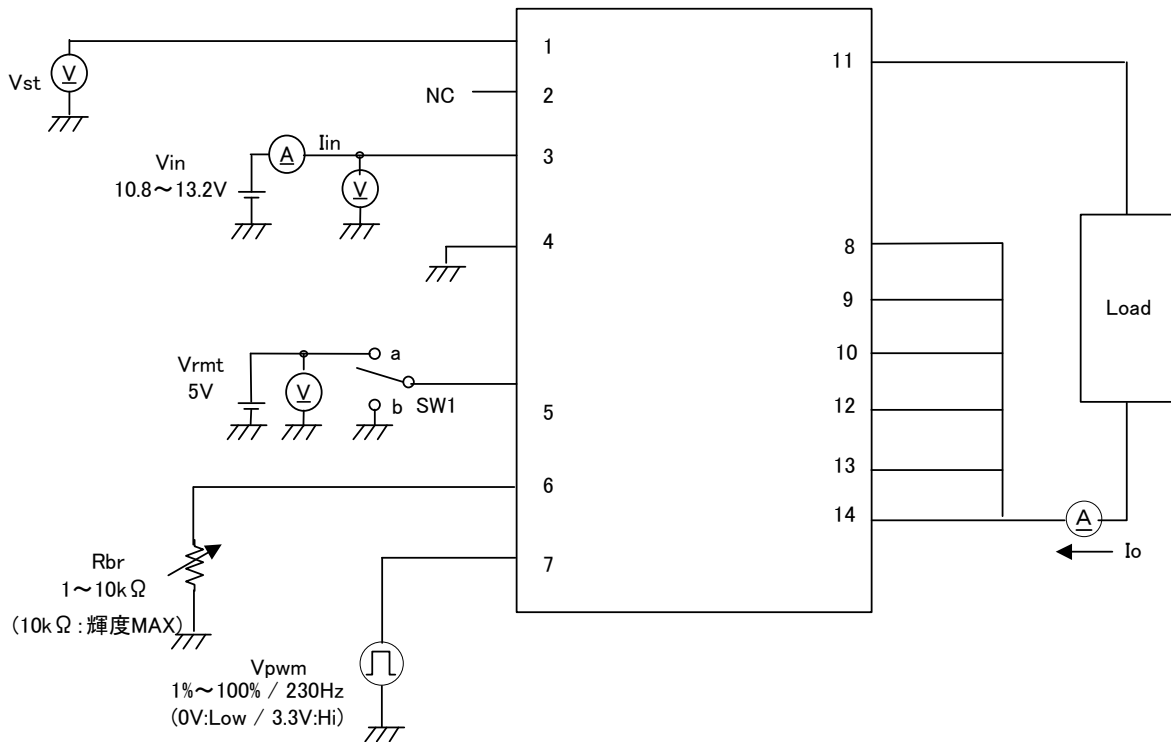 1
11
V
Vst
NC
2
Iin
A
3
Vin
10.8～13.2V
V
4
8
9
Load
10
Vrmt
5V
V
a
b SW1
5
12
13
6
14
A
Io
Rbr
1～10kΩ
(10kΩ:輝度MAX)
7
Vpwm
1%～100% / 230Hz
(0V:Low / 3.3V:Hi)